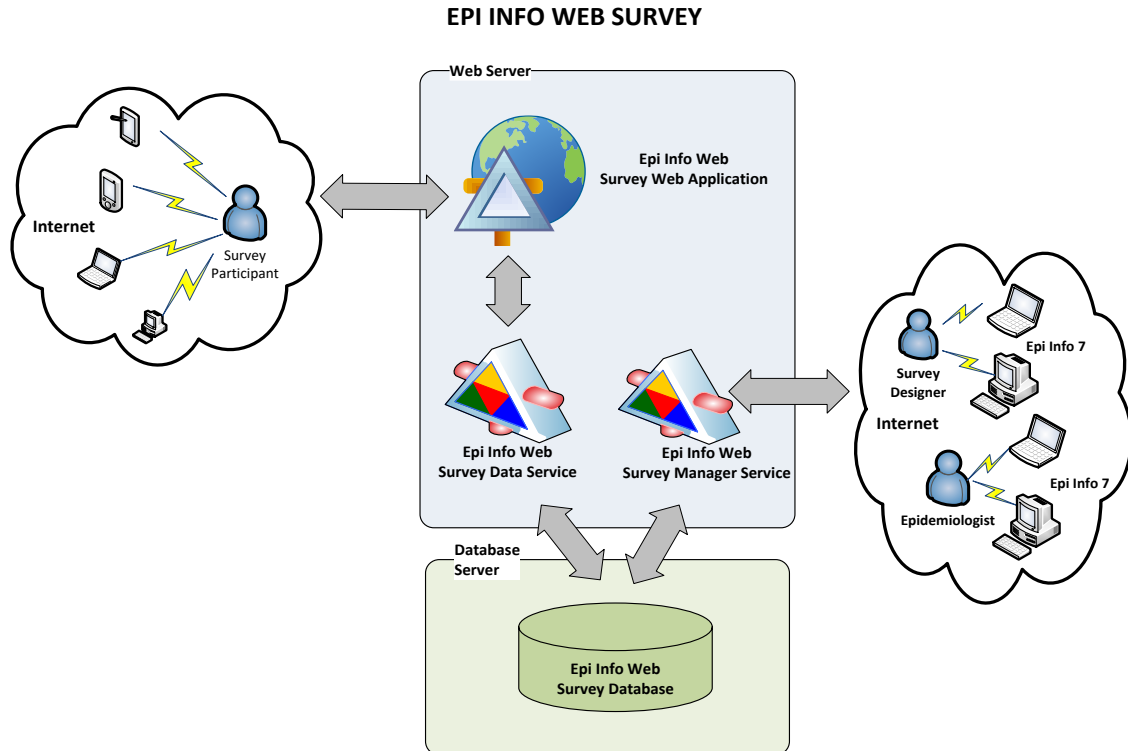 EPI INFO WEB SURVEY
Web Server
Epi Info Web
Survey Web Application
Internet
Survey
Participant
Epi Info 7
Survey
Designer
Internet
Epi Info Web
Survey Data Service
Epi Info Web
Survey Manager Service
Epi Info 7
Epidemiologist
Database
Server
Epi Info Web
Survey Database